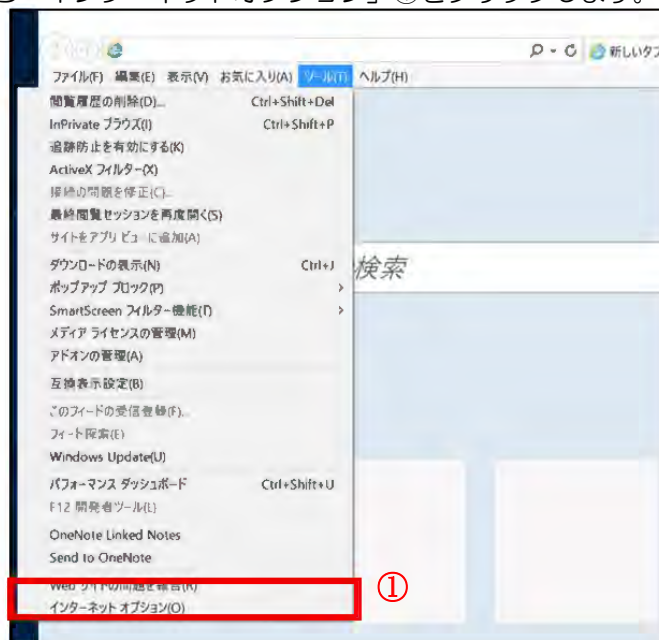 「インターネットオプション」①をクリックします。
新しいタブ
ファイル(F) 編集(E) 表示(V) お気に入り(A) ツール(T) ヘルプ(H)
閲覧履歴の削除(D)... Ctrl+Shift+Del
InPrivate ブラウズ(I) Ctrl+Shift+P
追跡防止を有効にする(K)
ActiveX フィルター(X)
接続の問題を修正(C)...
最終閲覧セッションを再度開く(S)
サイトをアプリ ビューに追加(A)
ダウンロードの表示(N) Ctrl+J
ポップアップ ブロック(P)
SmartScreen フィルター機能(T)
メディア ライセンスの管理(M)
アドオンの管理(A)
互換表示設定(B)
このフィードの受信登録(F)...
フィード探索(E)
Windows Update(U)
パフォーマンス ダッシュボード Ctrl+Shift+U
F12 開発者ツール(L)
OneNote Linked Notes
Send to OneNote
Web サイトの問題を報告(R)
インターネット オプション(O)
①
検索